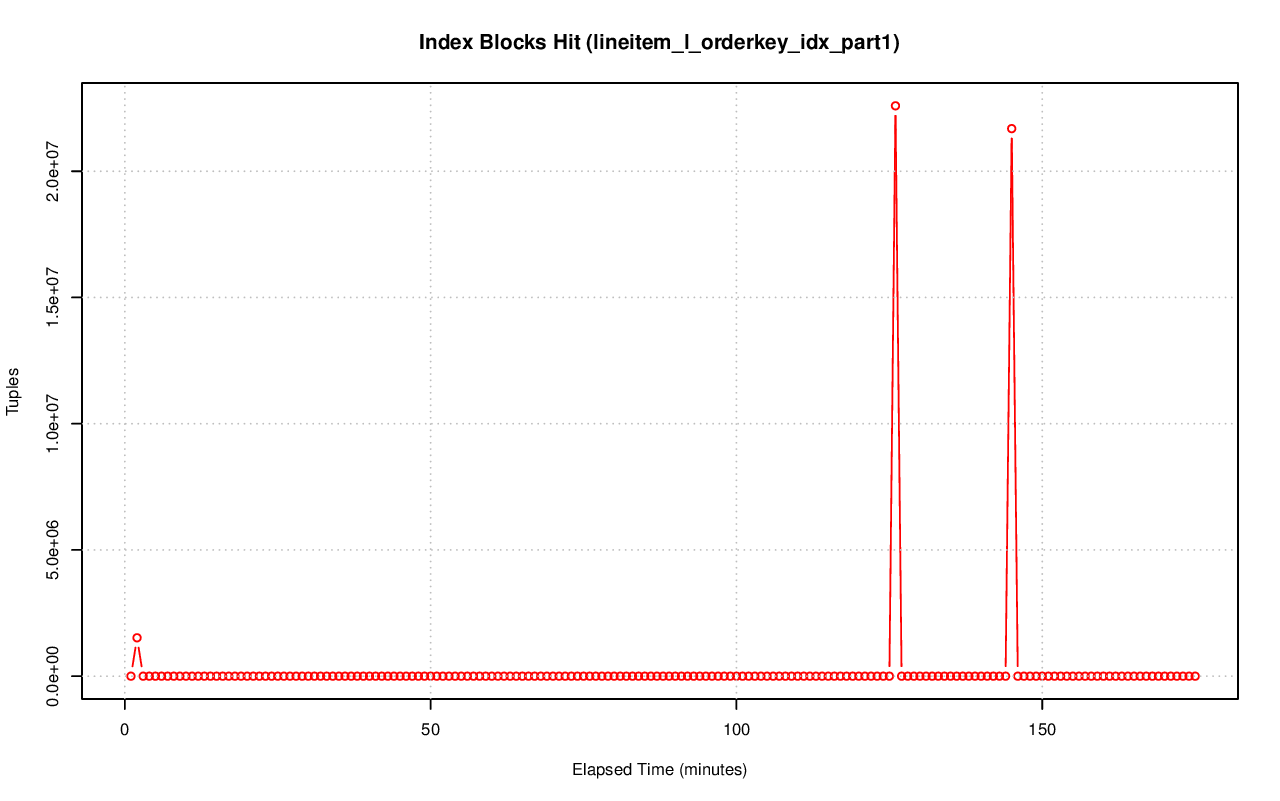 Index Blocks Hit (lineitem_l_orderkey_idx_part1)
Tuples
2.0e+07
1.5e+07
1.0e+07
5.0e+06
0.0e+00
0 50 100 150
Elapsed Time (minutes)